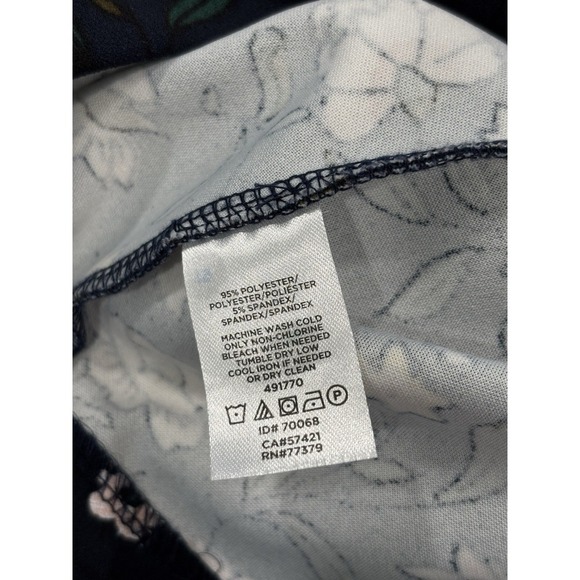 95% POLYESTER/
POLYESTER/POLIÉSTER
5% SPANDEX/
SPANDEX/SPANDEX
MACHINE WASH COLD
ONLY NON-CHLORINE
BLEACH WHEN NEEDED
TUMBLE DRY LOW
COOL IRON IF NEEDED
OR DRY CLEAN
491770
P
ID# 70068
CA#57421
RN#77379